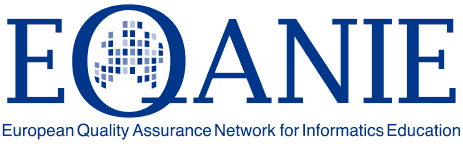 EQANIE
European Quality Assurance Network for Informatics Education